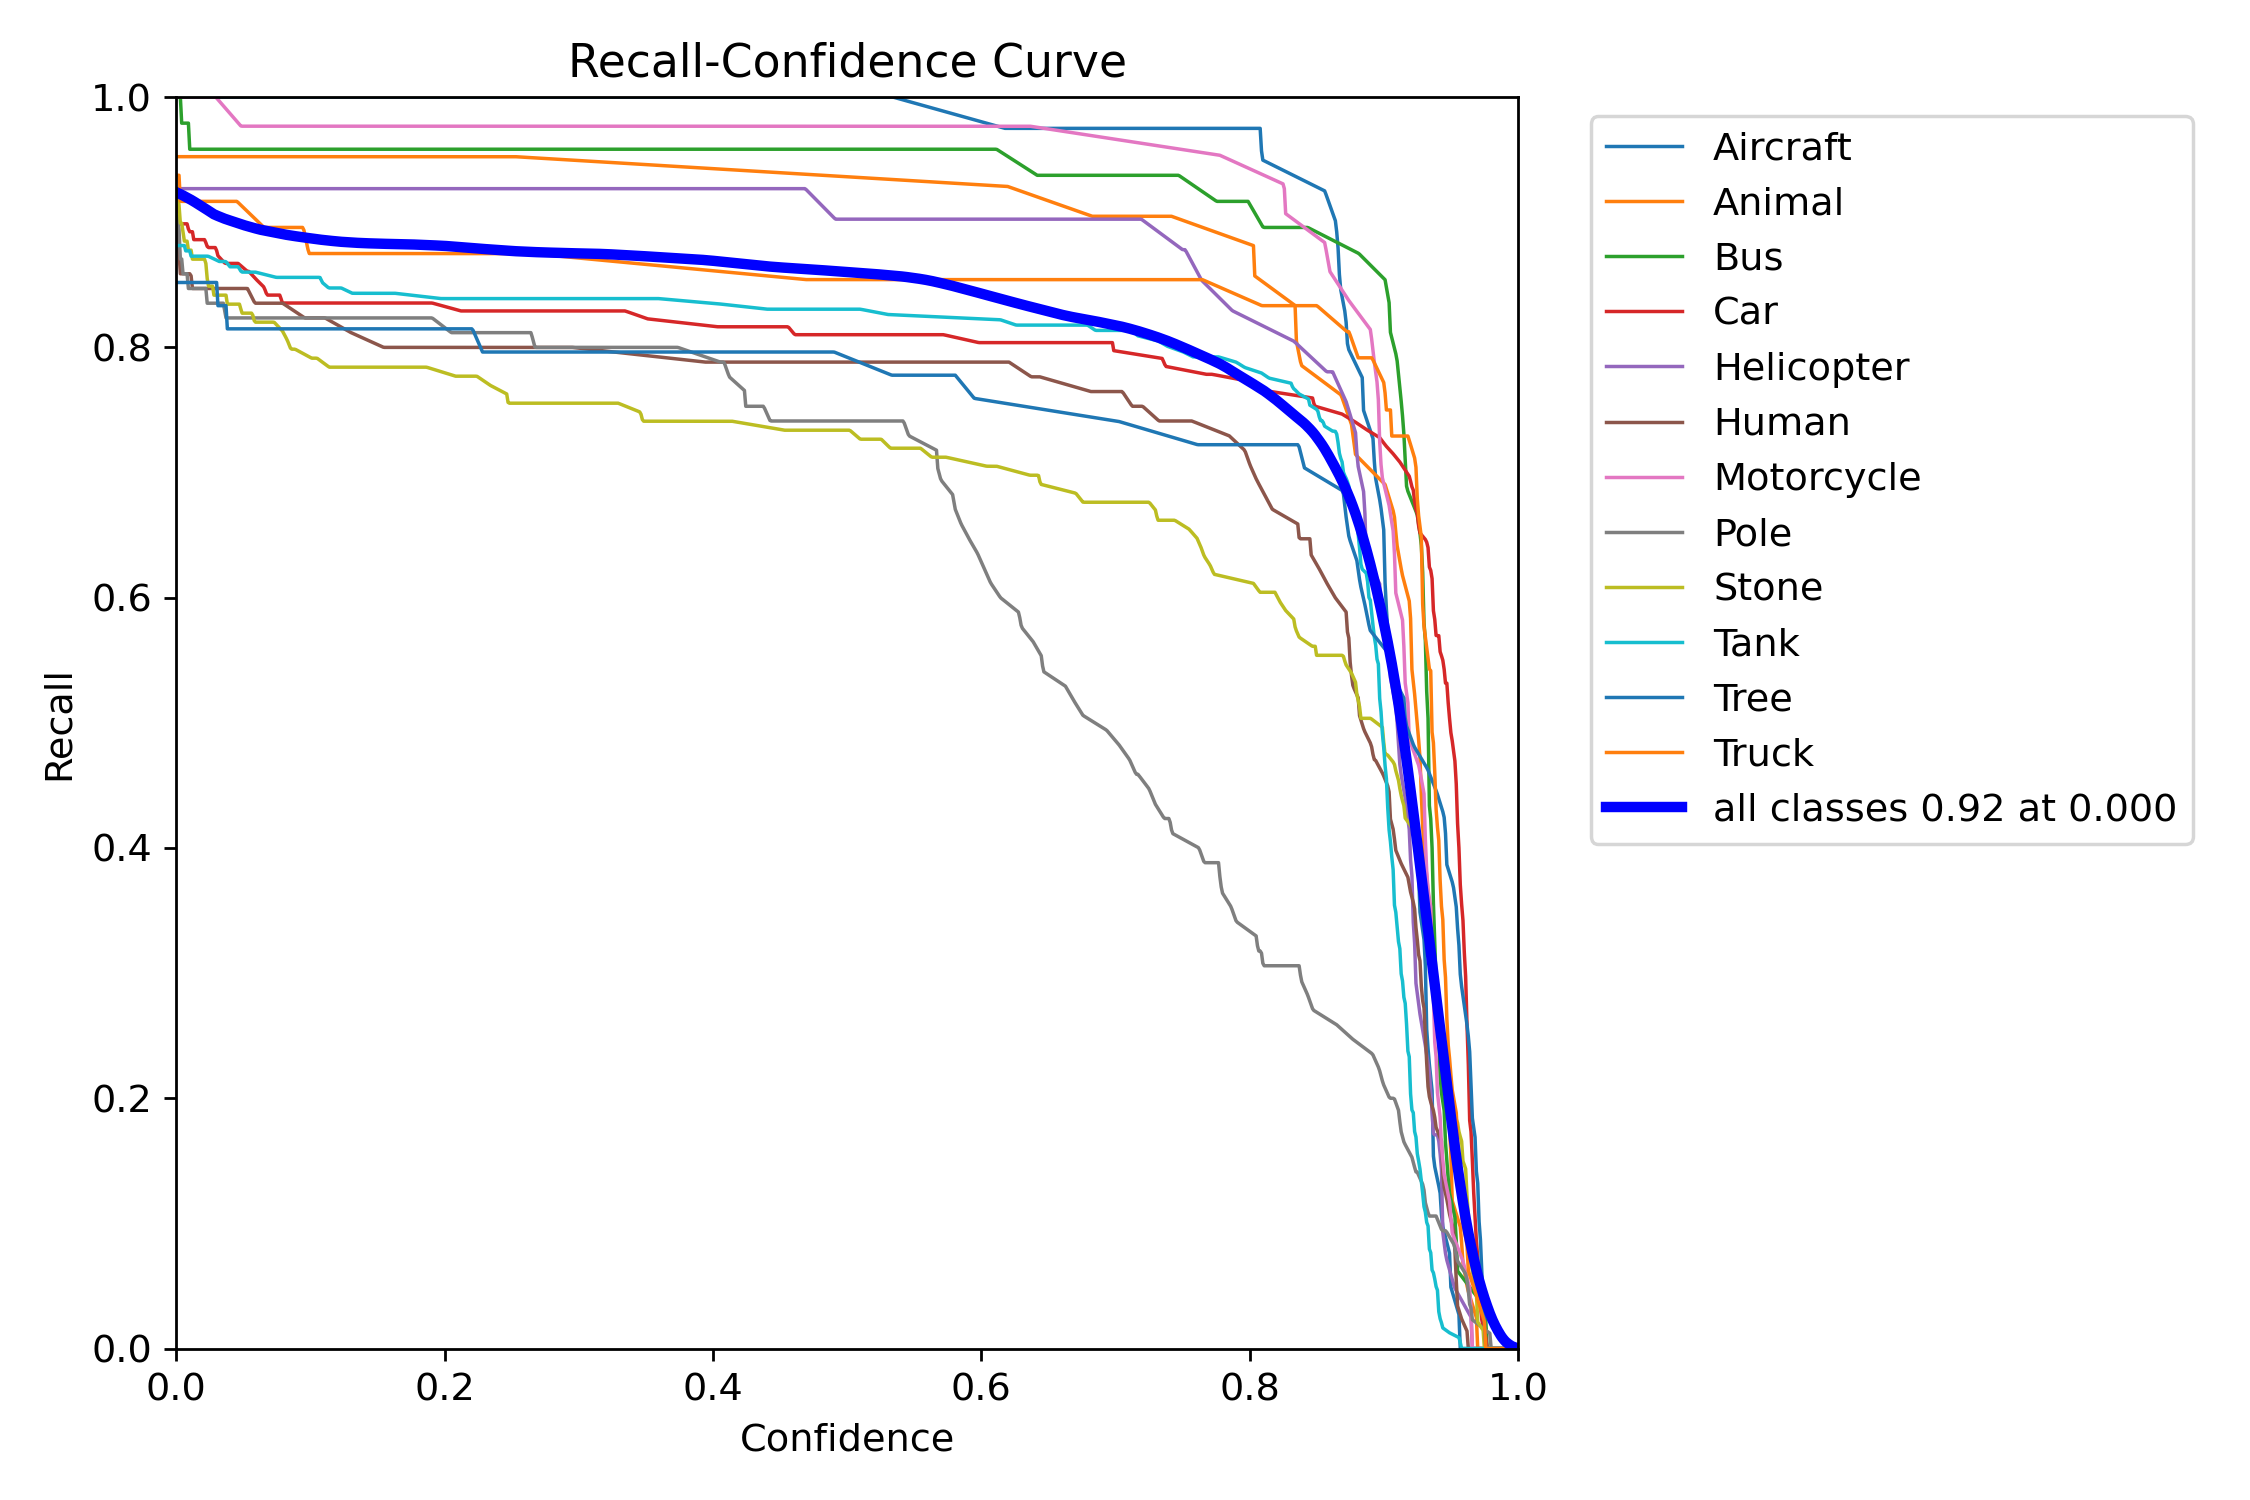 Recall-Confidence Curve
1.0
0.8
0.6
0.4
0.2
0.0
Recall
0.0 0.2 0.4 0.6 0.8 1.0
Confidence
Aircraft
Animal
Bus
Car
Helicopter
Human
Motorcycle
Pole
Stone
Tank
Tree
Truck
all classes 0.92 at 0.000